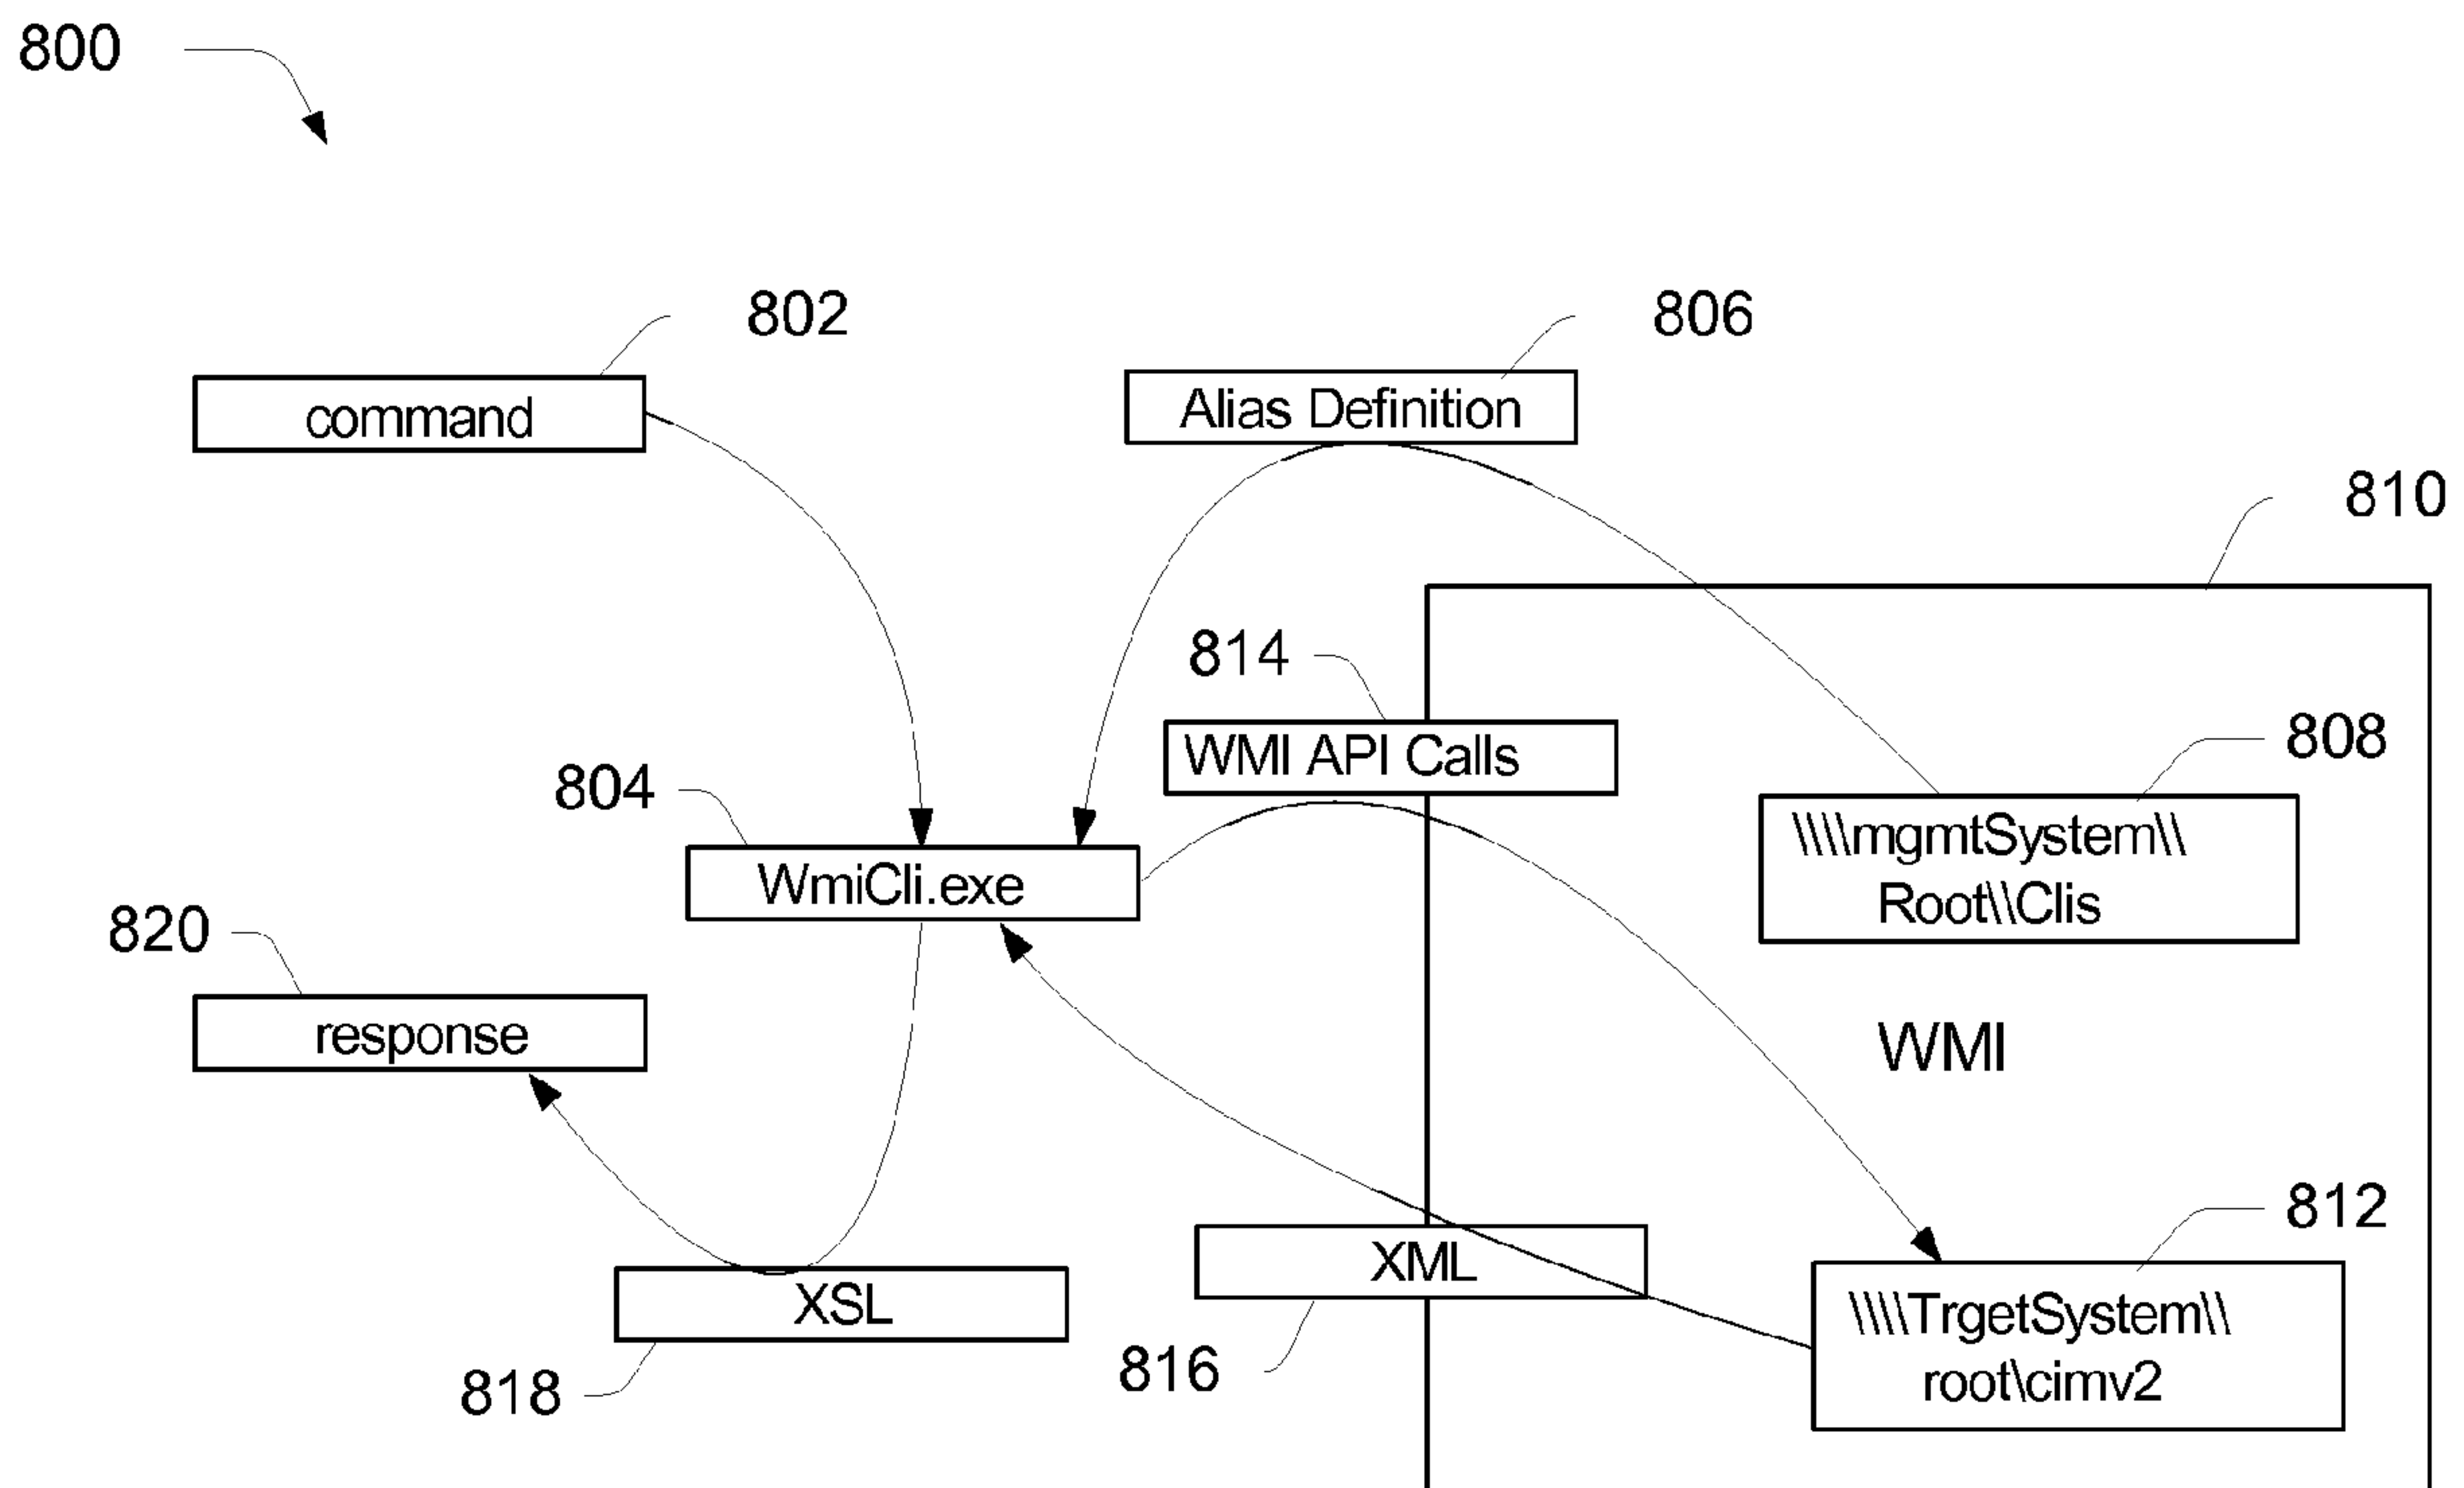 800
802
806
command
Alias Definition
810
814
WMI API Calls
808
804
\\\\mgmtSystem\\
Root\\Clis
WmiCli.exe
820
response
WMI
812
XML
XSL
\\\\TrgetSystem\\
root\cimv2
816
818